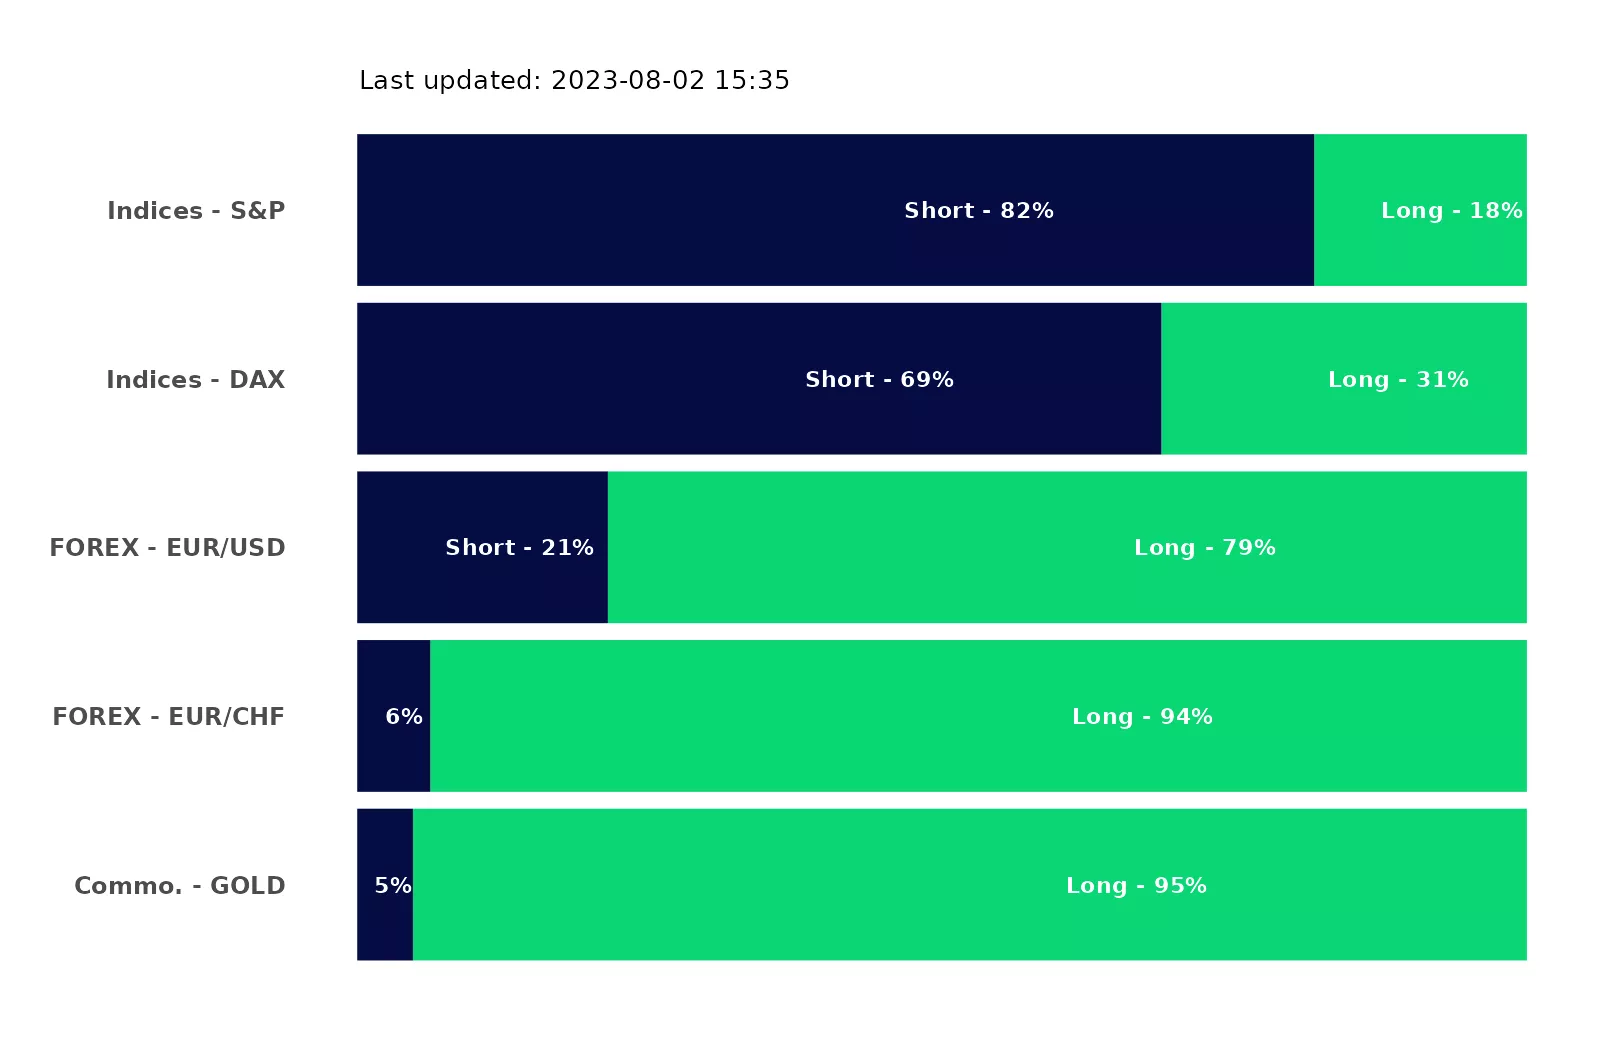 Last updated: 2023-08-02 15:35
Indices - S&P Short - 82% Long - 18%
Indices - DAX Short - 69% Long - 31%
FOREX - EUR/USD Short - 21% Long - 79%
FOREX - EUR/CHF 6% Long - 94%
Commo. - GOLD 5% Long - 95%